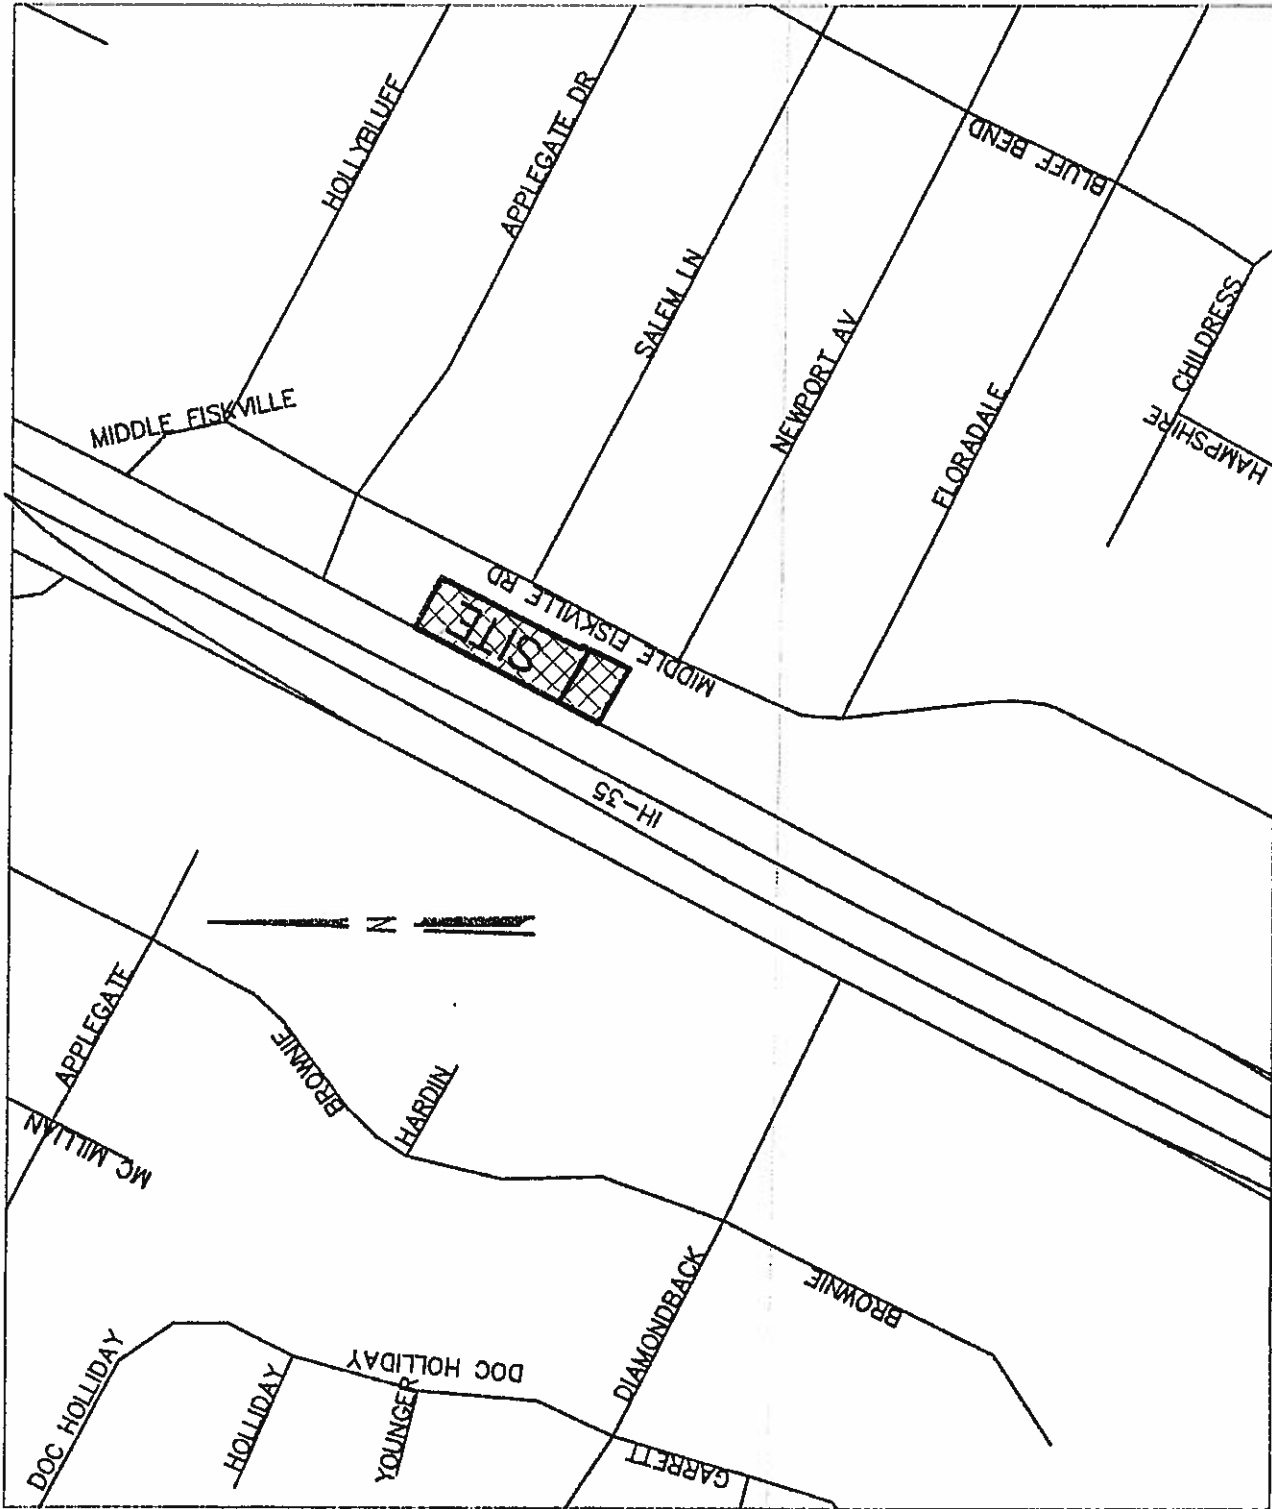 HOLLYBLUFF
APPLEGATE DR
SALEM LN
BLUFF BEND
NEWPORT AV
CHILDRESS
HAMPSHIRE
FLORADALE
MIDDLE FISKVILLE
MIDDLE FISKVILLE RD
SITE
IH-35
N
APPLEGATE
BROWNIE
HARDIN
MC MILLIAN
DIAMONDBACK
BROWNIE
DOC HOLLIDAY
DOC HOLLIDAY
HOLLIDAY
YOUNGER
GARRETT